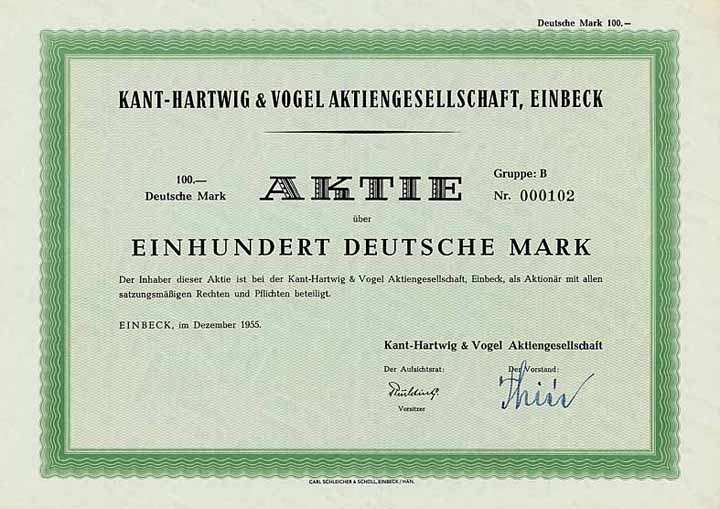 Deutsche Mark 100.—
KANT-HARTWIG & VOGEL AKTIENGESELLSCHAFT, EINBECK
100.—
Deutsche Mark
AKTIE
Gruppe: B
Nr. 000102
über
EINHUNDERT DEUTSCHE MARK
Der Inhaber dieser Aktie ist bei der Kant-Hartwig & Vogel Aktiengesellschaft, Einbeck, als Aktionär mit allen
satzungsmäßigen Rechten und Pflichten beteiligt.
EINBECK, im Dezember 1955.
Kant-Hartwig & Vogel Aktiengesellschaft
Der Aufsichtsrat:
Der Vorstand:
Vorsitzer
CARL SCHLEICHER & SCHÜLL, EINBECK / HAN.